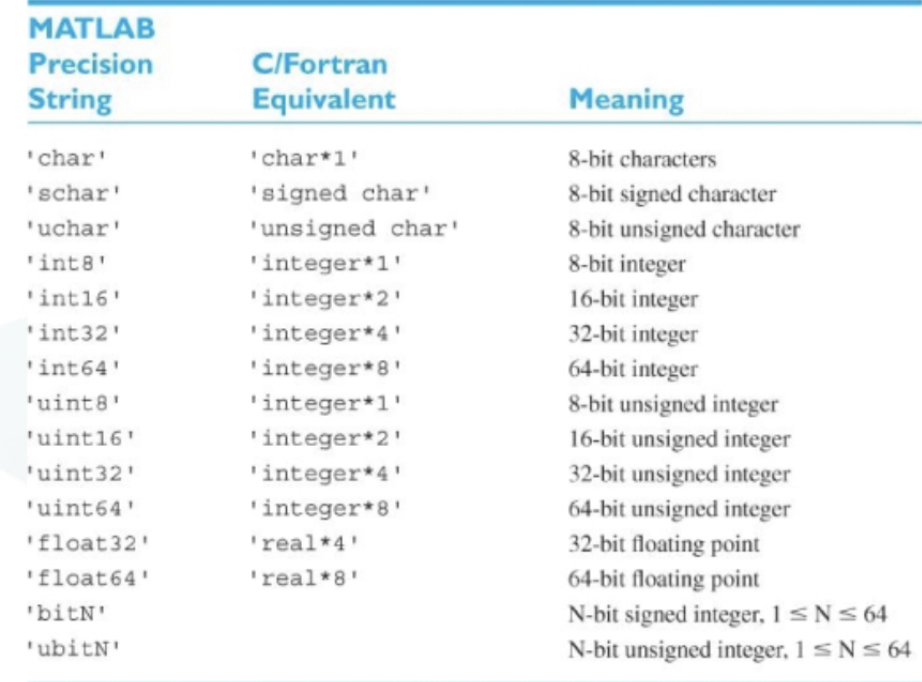 MATLAB
Precision C/Fortran
String Equivalent Meaning
'char' 'char*1' 8-bit characters
'schar' 'signed char' 8-bit signed character
'uchar' 'unsigned char' 8-bit unsigned character
'int8' 'integer*1' 8-bit integer
'int16' 'integer*2' 16-bit integer
'int32' 'integer*4' 32-bit integer
'int64' 'integer*8' 64-bit integer
'uint8' 'integer*1' 8-bit unsigned integer
'uint16' 'integer*2' 16-bit unsigned integer
'uint32' 'integer*4' 32-bit unsigned integer
'uint64' 'integer*8' 64-bit unsigned integer
'float32' 'real*4' 32-bit floating point
'float64' 'real*8' 64-bit floating point
'bitN' N-bit signed integer, 1 ≤ N ≤ 64
'ubitN' N-bit unsigned integer, 1 ≤ N ≤ 64